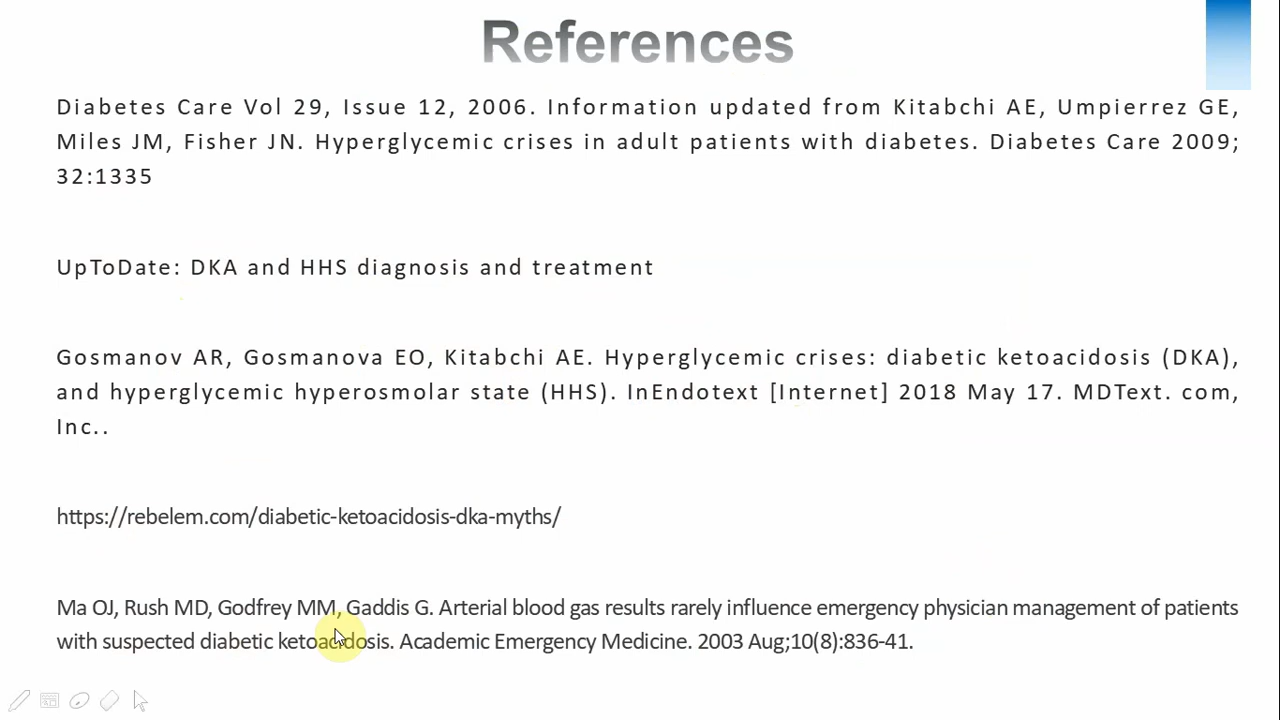 References
Diabetes Care Vol 29, Issue 12, 2006. Information updated from Kitabchi AE, Umpierrez GE,
Miles JM, Fisher JN. Hyperglycemic crises in adult patients with diabetes. Diabetes Care 2009;
32:1335
UpToDate: DKA and HHS diagnosis and treatment
Gosmanov AR, Gosmanova EO, Kitabchi AE. Hyperglycemic crises: diabetic ketoacidosis (DKA),
and hyperglycemic hyperosmolar state (HHS). InEndotext [Internet] 2018 May 17. MDText. com,
Inc..
https://rebelem.com/diabetic-ketoacidosis-dka-myths/
Ma OJ, Rush MD, Godfrey MM, Gaddis G. Arterial blood gas results rarely influence emergency physician management of patients
with suspected diabetic ketoacidosis. Academic Emergency Medicine. 2003 Aug;10(8):836-41.